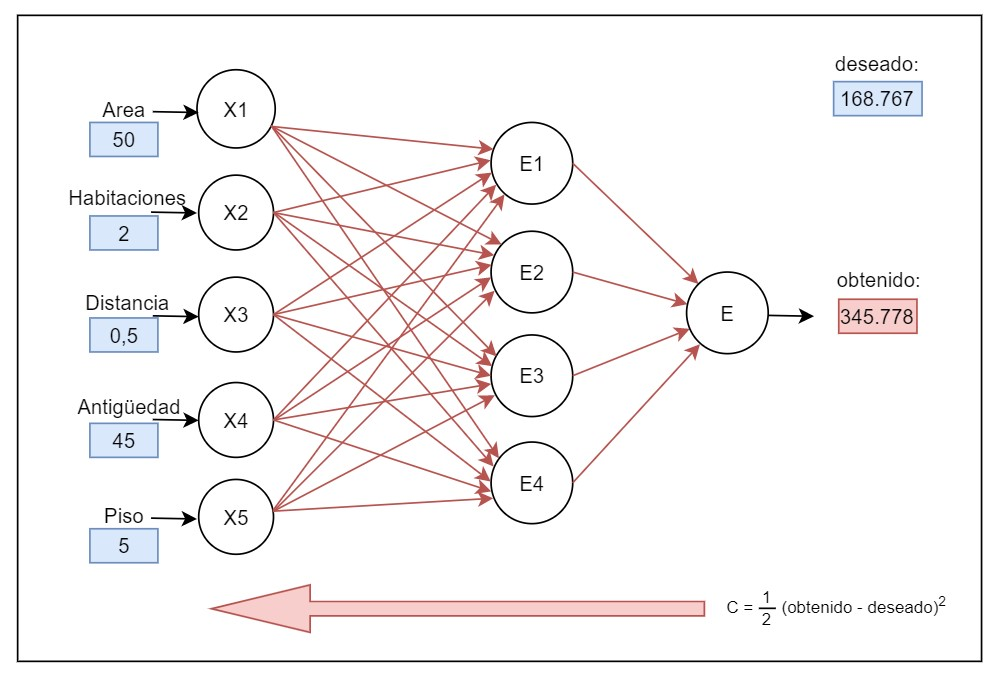 deseado:
168.767
Area
50
X1
Habitaciones
2
X2
Distancia
0,5
X3
Antigüedad
45
X4
Piso
5
X5
E1
E2
E3
E4
E
obtenido:
345.778
C = 1/2 (obtenido - deseado)²